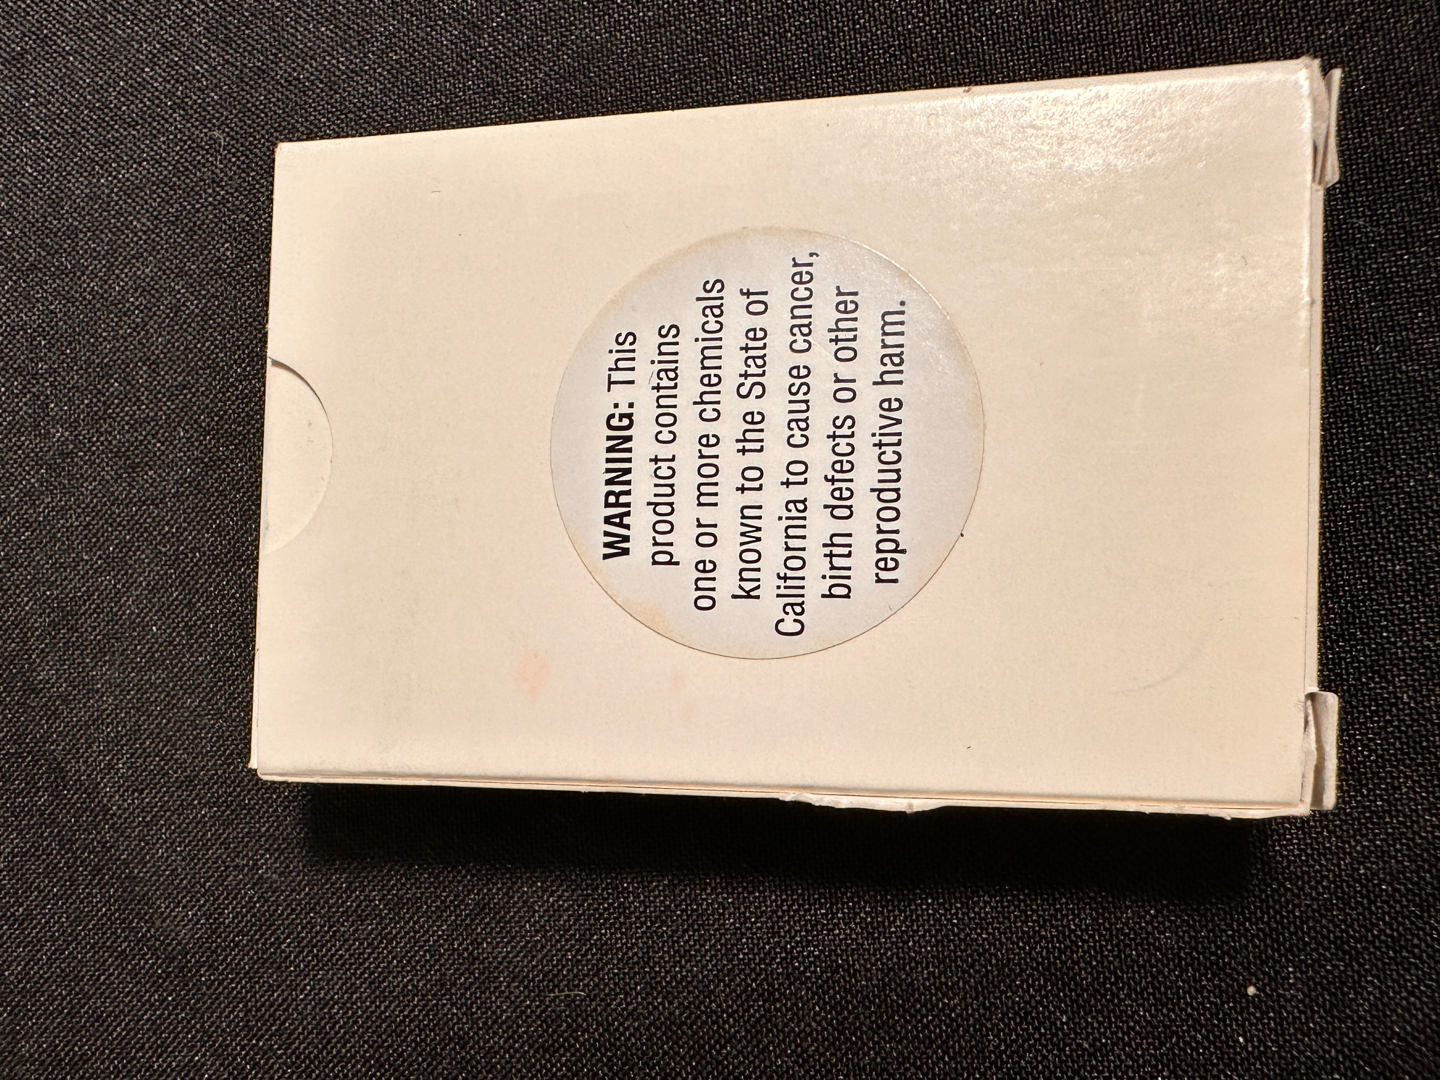 WARNING: This
product contains
one or more chemicals
known to the State of
California to cause cancer,
birth defects or other
reproductive harm.